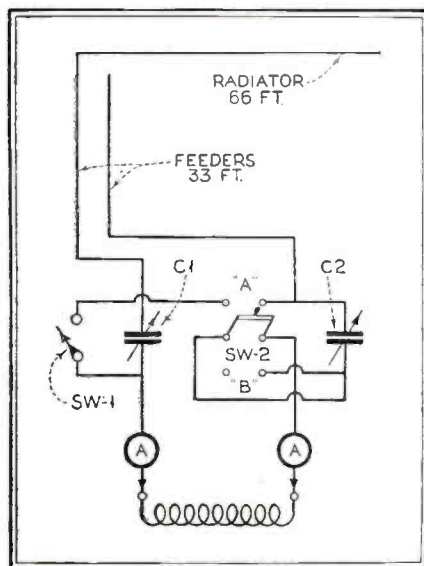 RADIATOR
66 FT.
FEEDERS
33 FT.
C1
"A"
C2
SW-2
"B"
SW-1
A
A